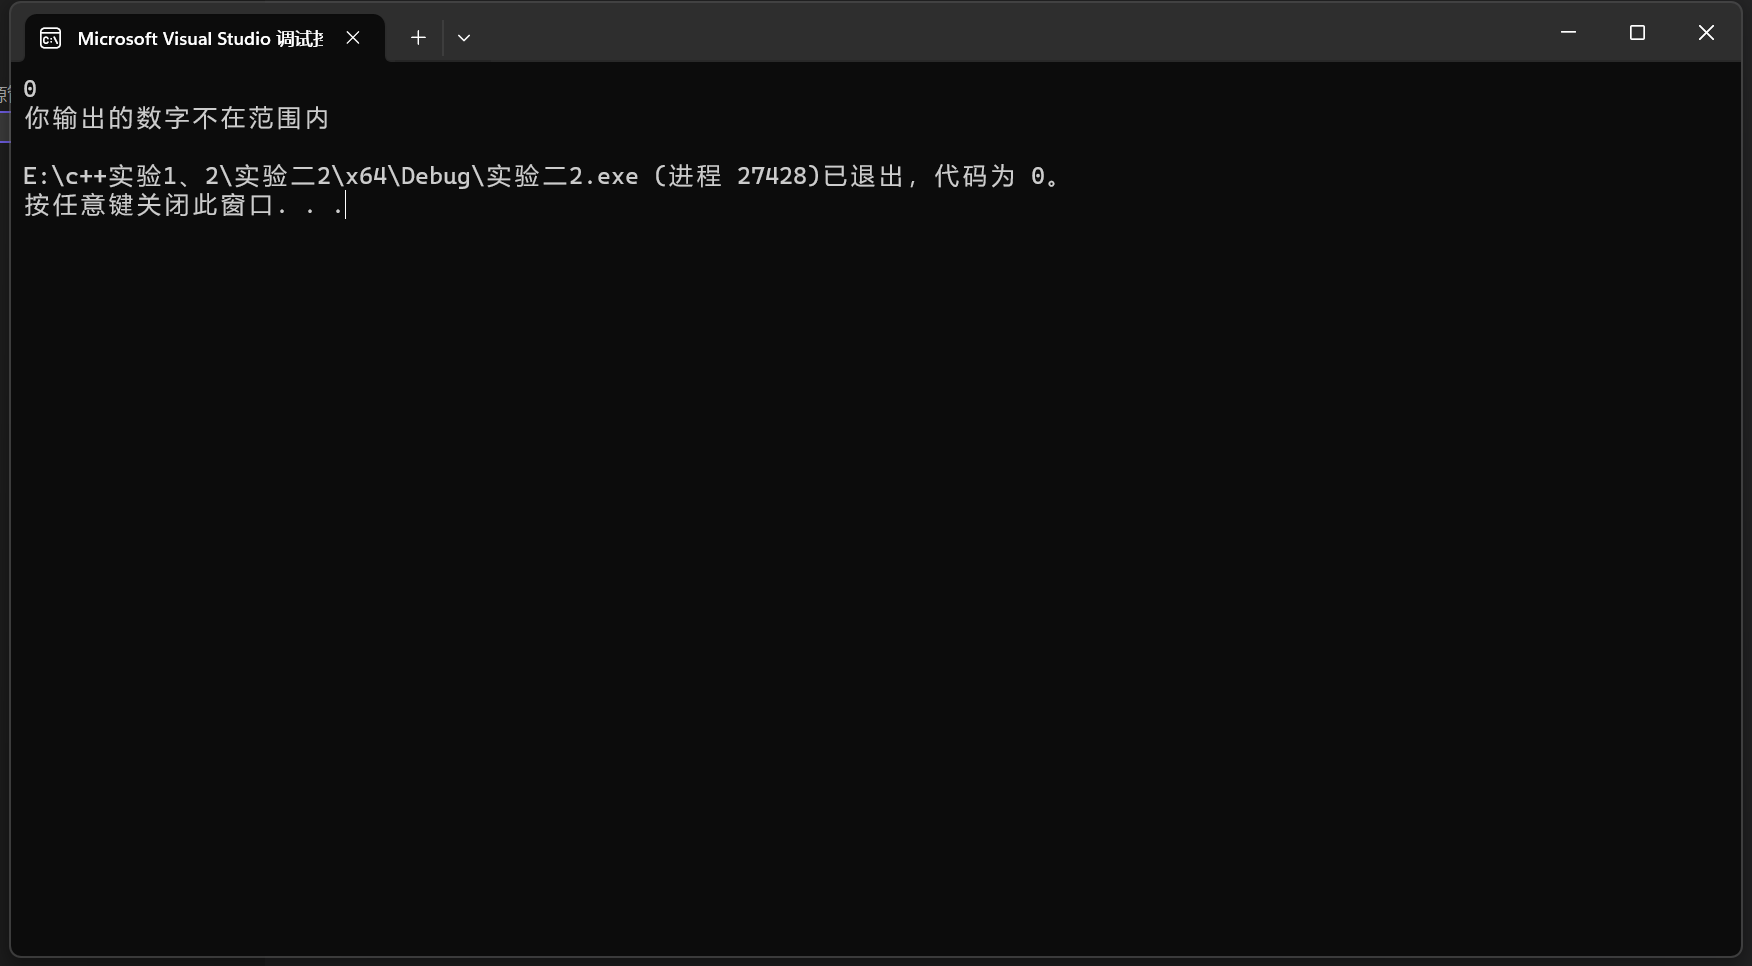 Microsoft Visual Studio 调试
0
你输出的数字不在范围内
E:\c++实验1、2\实验二2\x64\Debug\实验二2.exe (进程 27428)已退出，代码为 0。
按任意键关闭此窗口. . .